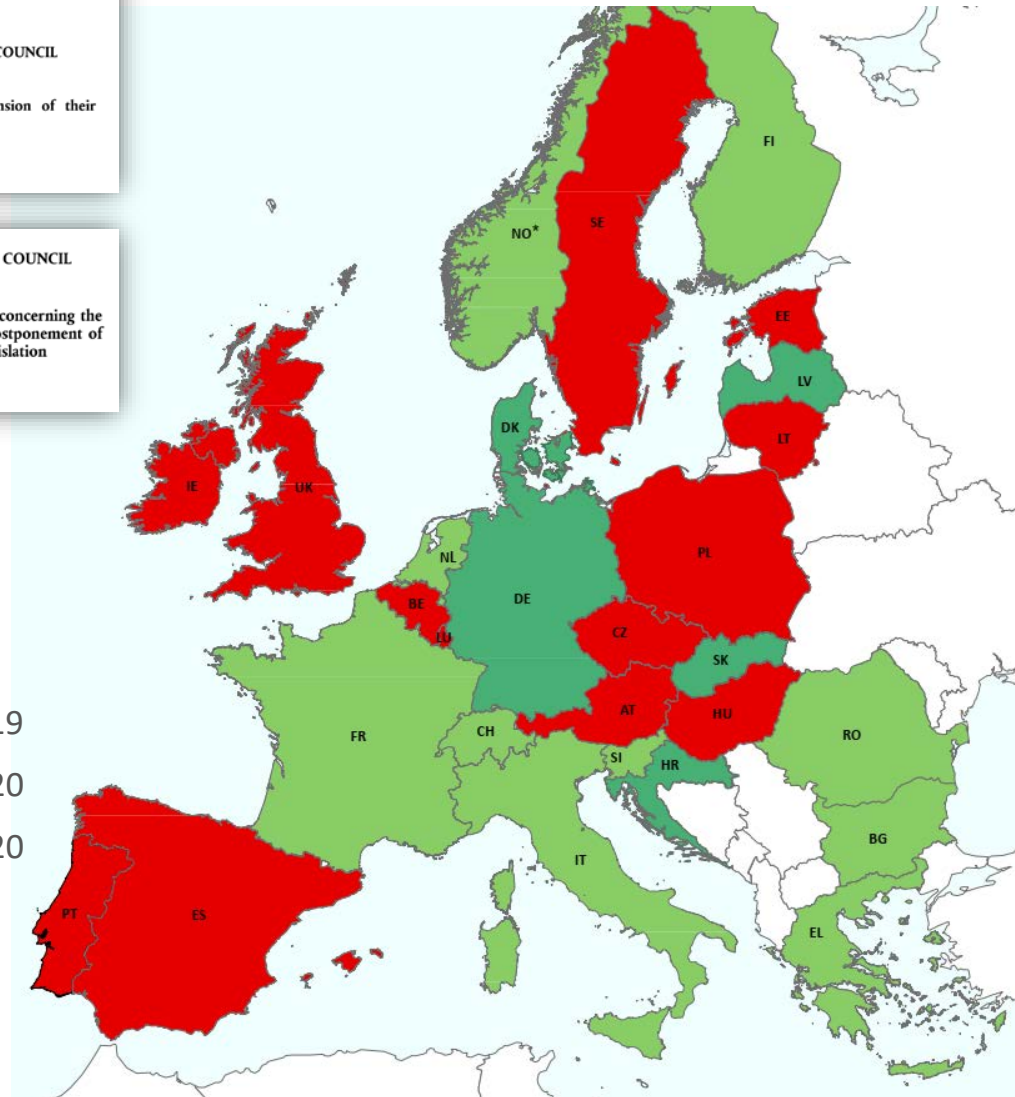 COUNCIL
nsion of their
COUNCIL
concerning the
ostponement of
islation
19
20
20
FI
NO*
SE
EE
LV
LT
DK
IE
UK
NL
PL
BE
DE
LU
CZ
SK
AT
HU
FR
CH
SI
HR
RO
BG
IT
PT
ES
EL